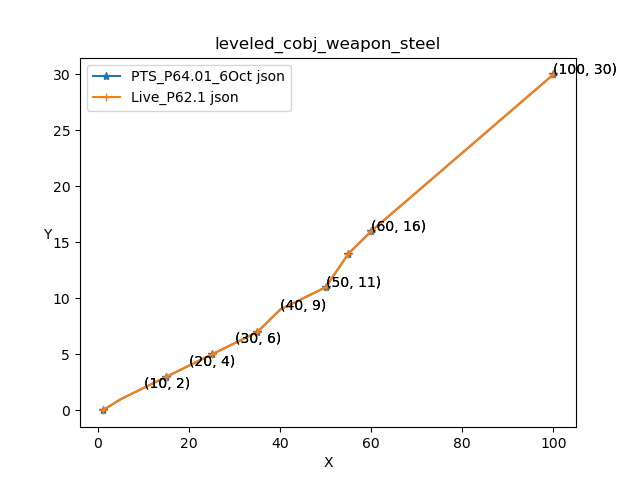 leveled_cobj_weapon_steel
PTS_P64.01_6Oct json
Live_P62.1 json
(100, 30)
(60, 16)
(50, 11)
(40, 9)
(30, 6)
(20, 4)
(10, 2)
Y
30
25
20
15
10
5
0
0 20 40 60 80 100
X